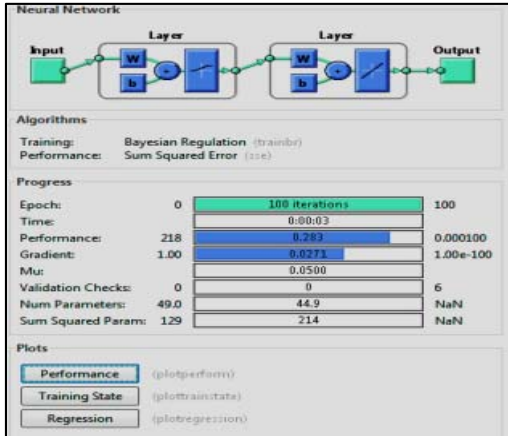 Neural Network
Layer Layer
Input Output
W W
b b
+ +
Algorithms
Training: Bayesian Regulation (trainbr)
Performance: Sum Squared Error (sse)
Progress
Epoch: 0 100 iterations 100
Time: 0:00:03
Performance: 218 0.283 0.000100
Gradient: 1.00 0.0271 1.00e-100
Mu: 0.0500
Validation Checks: 0 0 6
Num Parameters: 49.0 44.9 NaN
Sum Squared Param: 129 214 NaN
Plots
Performance (plotperform)
Training State (plottrainstate)
Regression (plotregression)